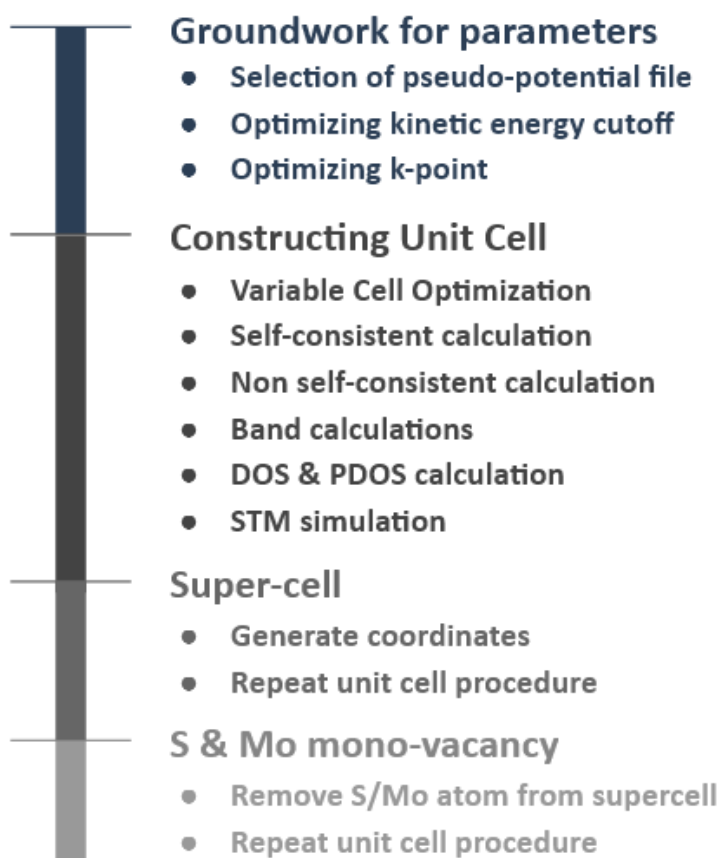 Groundwork for parameters
• Selection of pseudo-potential file
• Optimizing kinetic energy cutoff
• Optimizing k-point
Constructing Unit Cell
• Variable Cell Optimization
• Self-consistent calculation
• Non self-consistent calculation
• Band calculations
• DOS & PDOS calculation
• STM simulation
Super-cell
• Generate coordinates
• Repeat unit cell procedure
S & Mo mono-vacancy
• Remove S/Mo atom from supercell
• Repeat unit cell procedure